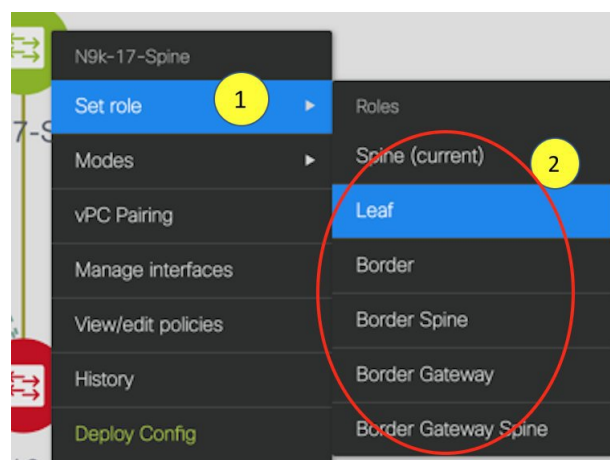 N9k-17-Spine
Set role
1
Modes
vPC Pairing
Manage interfaces
View/edit policies
History
Deploy Config
Roles
Spine (current)
2
Leaf
Border
Border Spine
Border Gateway
Border Gateway Spine
7-S